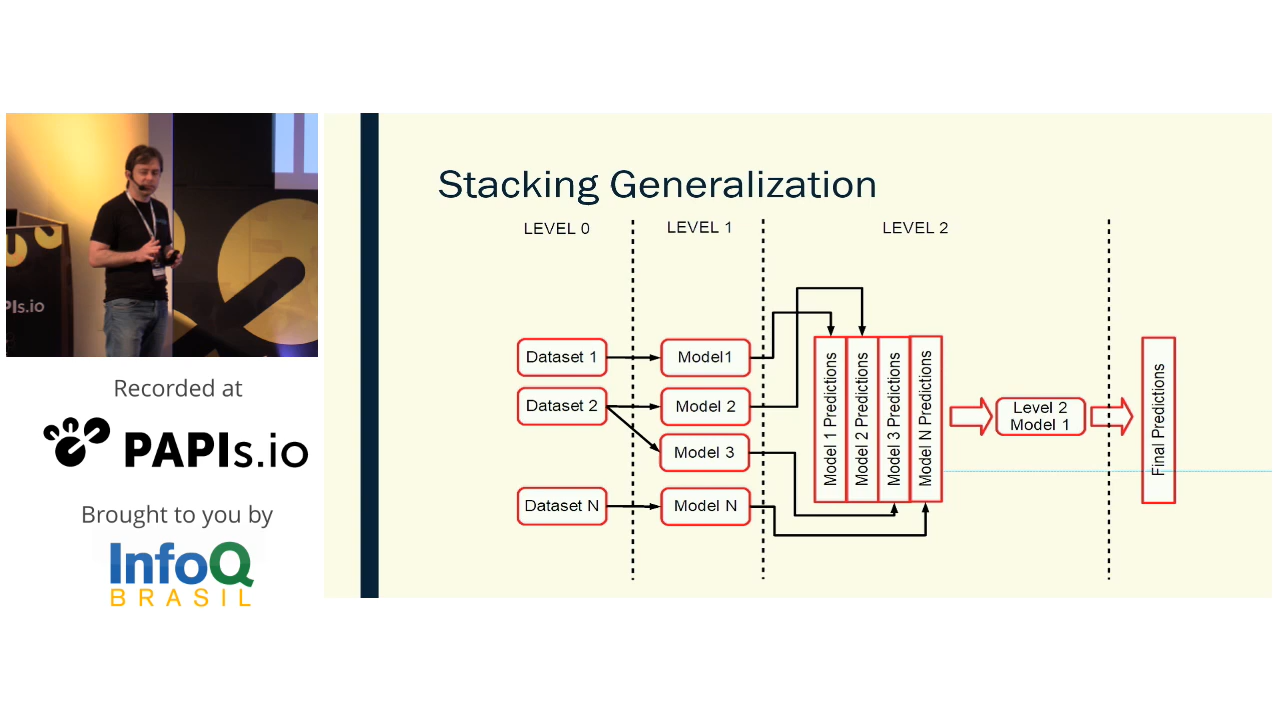 Stacking Generalization
LEVEL 0
LEVEL 1
LEVEL 2
Dataset 1
Dataset 2
Dataset N
Model1
Model 2
Model 3
Model N
Model 1 Predictions
Model 2 Predictions
Model 3 Predictions
Model N Predictions
Level 2
Model 1
Final Predictions
PIs.io
Recorded at
PAPIs.io
Brought to you by
InfoQ
BRASIL